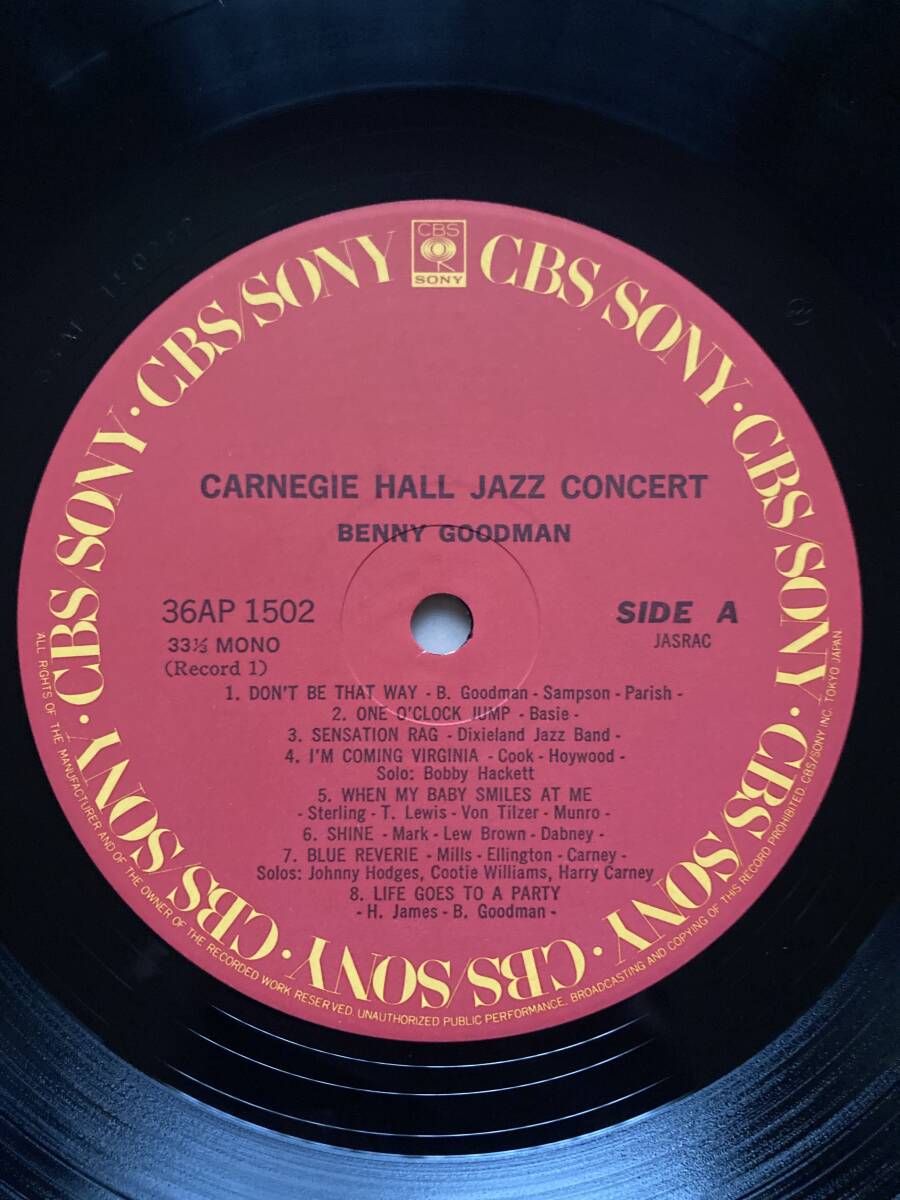 CBS
SONY
CBS/SONY · CBS/SONY · CBS/SONY · CBS/SONY · CBS/SONY · CBS/SONY · CBS/SONY · CBS/SONY
CARNEGIE HALL JAZZ CONCERT
BENNY GOODMAN
36AP 1502
SIDE A
33⅓ MONO
JASRAC
(Record 1)
1. DON'T BE THAT WAY - B. Goodman - Sampson - Parish -
2. ONE O'CLOCK JUMP - Basie -
3. SENSATION RAG - Dixieland Jazz Band -
4. I'M COMING VIRGINIA - Cook - Hoywood -
Solo: Bobby Hackett
5. WHEN MY BABY SMILES AT ME
- Sterling - T. Lewis - Von Tilzer - Munro -
6. SHINE - Mark - Lew Brown - Dabney -
7. BLUE REVERIE - Mills - Ellington - Carney -
Solos: Johnny Hodges, Cootie Williams, Harry Carney
8. LIFE GOES TO A PARTY
- H. James - B. Goodman -
ALL RIGHTS OF THE MANUFACTURER AND OF THE OWNER OF THE RECORDED WORK RESERVED. UNAUTHORIZED PUBLIC PERFORMANCE, BROADCASTING AND COPYING OF THIS RECORD PROHIBITED. CBS/SONY INC. TOKYO JAPAN